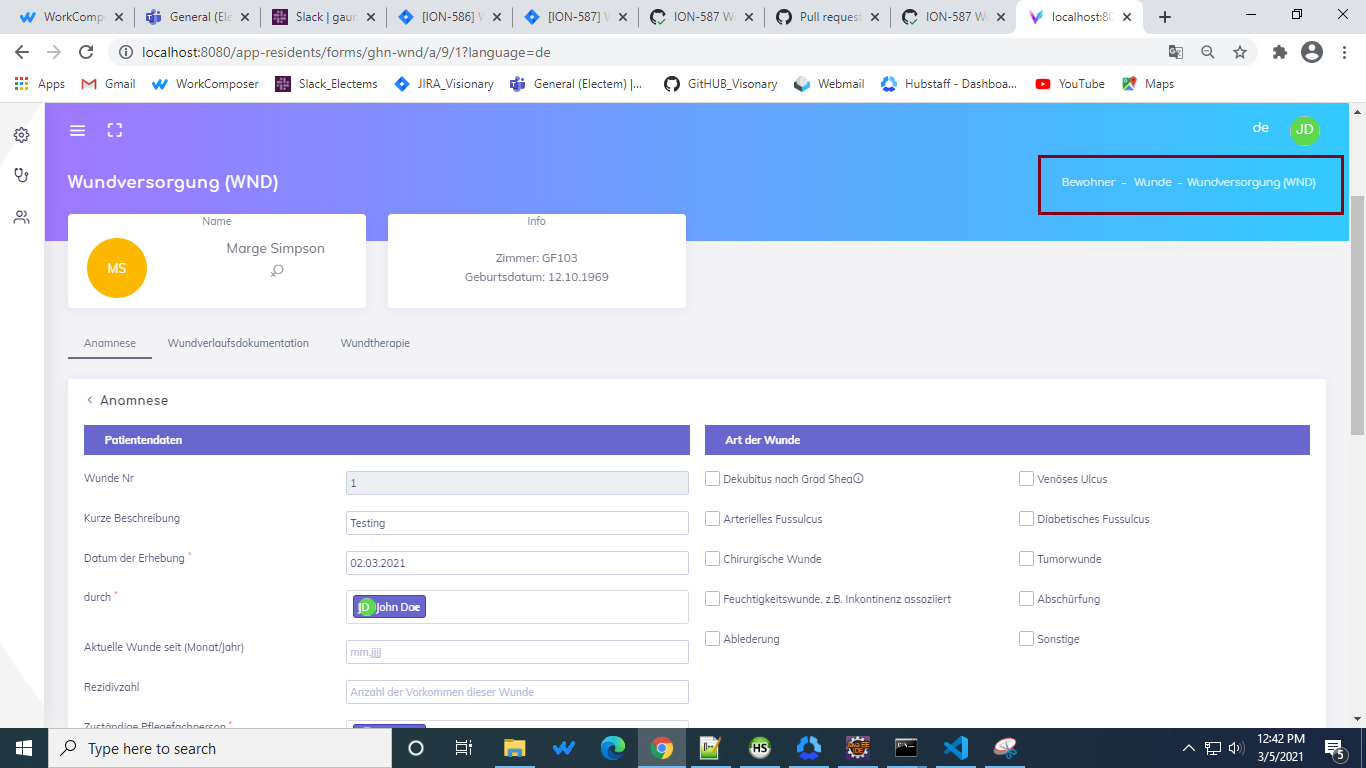 WorkComp
General (Ele
Slack | gaur
[ION-586] W
[ION-587] W
ION-587 W
Pull request
ION-587 W
localhost:80
localhost:8080/app-residents/forms/ghn-wnd/a/9/1?language=de
Apps
Gmail
WorkComposer
Slack_Electems
JIRA_Visionary
General (Electem) |...
GitHUB_Visonary
Webmail
Hubstaff - Dashboa...
YouTube
Maps
de
JD
Wundversorgung (WND)
Bewohner - Wunde - Wundversorgung (WND)
Name
MS
Marge Simpson
Info
Zimmer: GF103
Geburtsdatum: 12.10.1969
Anamnese
Wundverlaufsdokumentation
Wundtherapie
Anamnese
Patientendaten
Wunde Nr
1
Kurze Beschreibung
Testing
Datum der Erhebung *
02.03.2021
durch *
JD John Doe
Aktuelle Wunde seit (Monat/Jahr)
mm.jjjj
Rezidivzahl
Anzahl der Vorkommen dieser Wunde
Zuständige Pflegefachperson *
Art der Wunde
Dekubitus nach Grad Shea
Venöses Ulcus
Arterielles Fussulcus
Diabetisches Fussulcus
Chirurgische Wunde
Tumorwunde
Feuchtigkeitswunde, z.B. Inkontinenz assoziiert
Abschürfung
Ablederung
Sonstige
Type here to search
HS
12:42 PM
3/5/2021
5